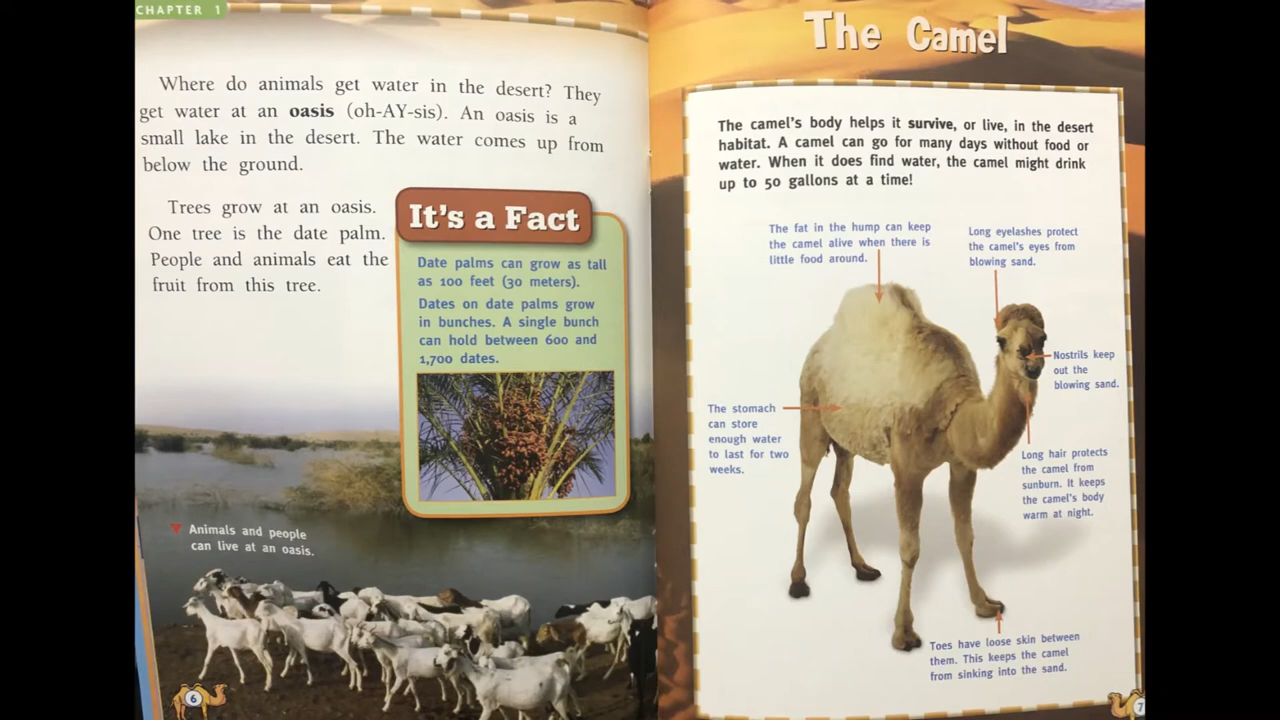 CHAPTER 1
Where do animals get water in the desert? They
get water at an oasis (oh-AY-sis). An oasis is a
small lake in the desert. The water comes up from
below the ground.
Trees grow at an oasis.
One tree is the date palm.
People and animals eat the
fruit from this tree.
It's a Fact
Date palms can grow as tall
as 100 feet (30 meters).
Dates on date palms grow
in bunches. A single bunch
can hold between 600 and
1,700 dates.
Animals and people
can live at an oasis.
6
The Camel
The camel's body helps it survive, or live, in the desert
habitat. A camel can go for many days without food or
water. When it does find water, the camel might drink
up to 50 gallons at a time!
The fat in the hump can keep
the camel alive when there is
little food around.
Long eyelashes protect
the camel's eyes from
blowing sand.
Nostrils keep
out the
blowing sand.
The stomach
can store
enough water
to last for two
weeks.
Long hair protects
the camel from
sunburn. It keeps
the camel's body
warm at night.
Toes have loose skin between
them. This keeps the camel
from sinking into the sand.
7